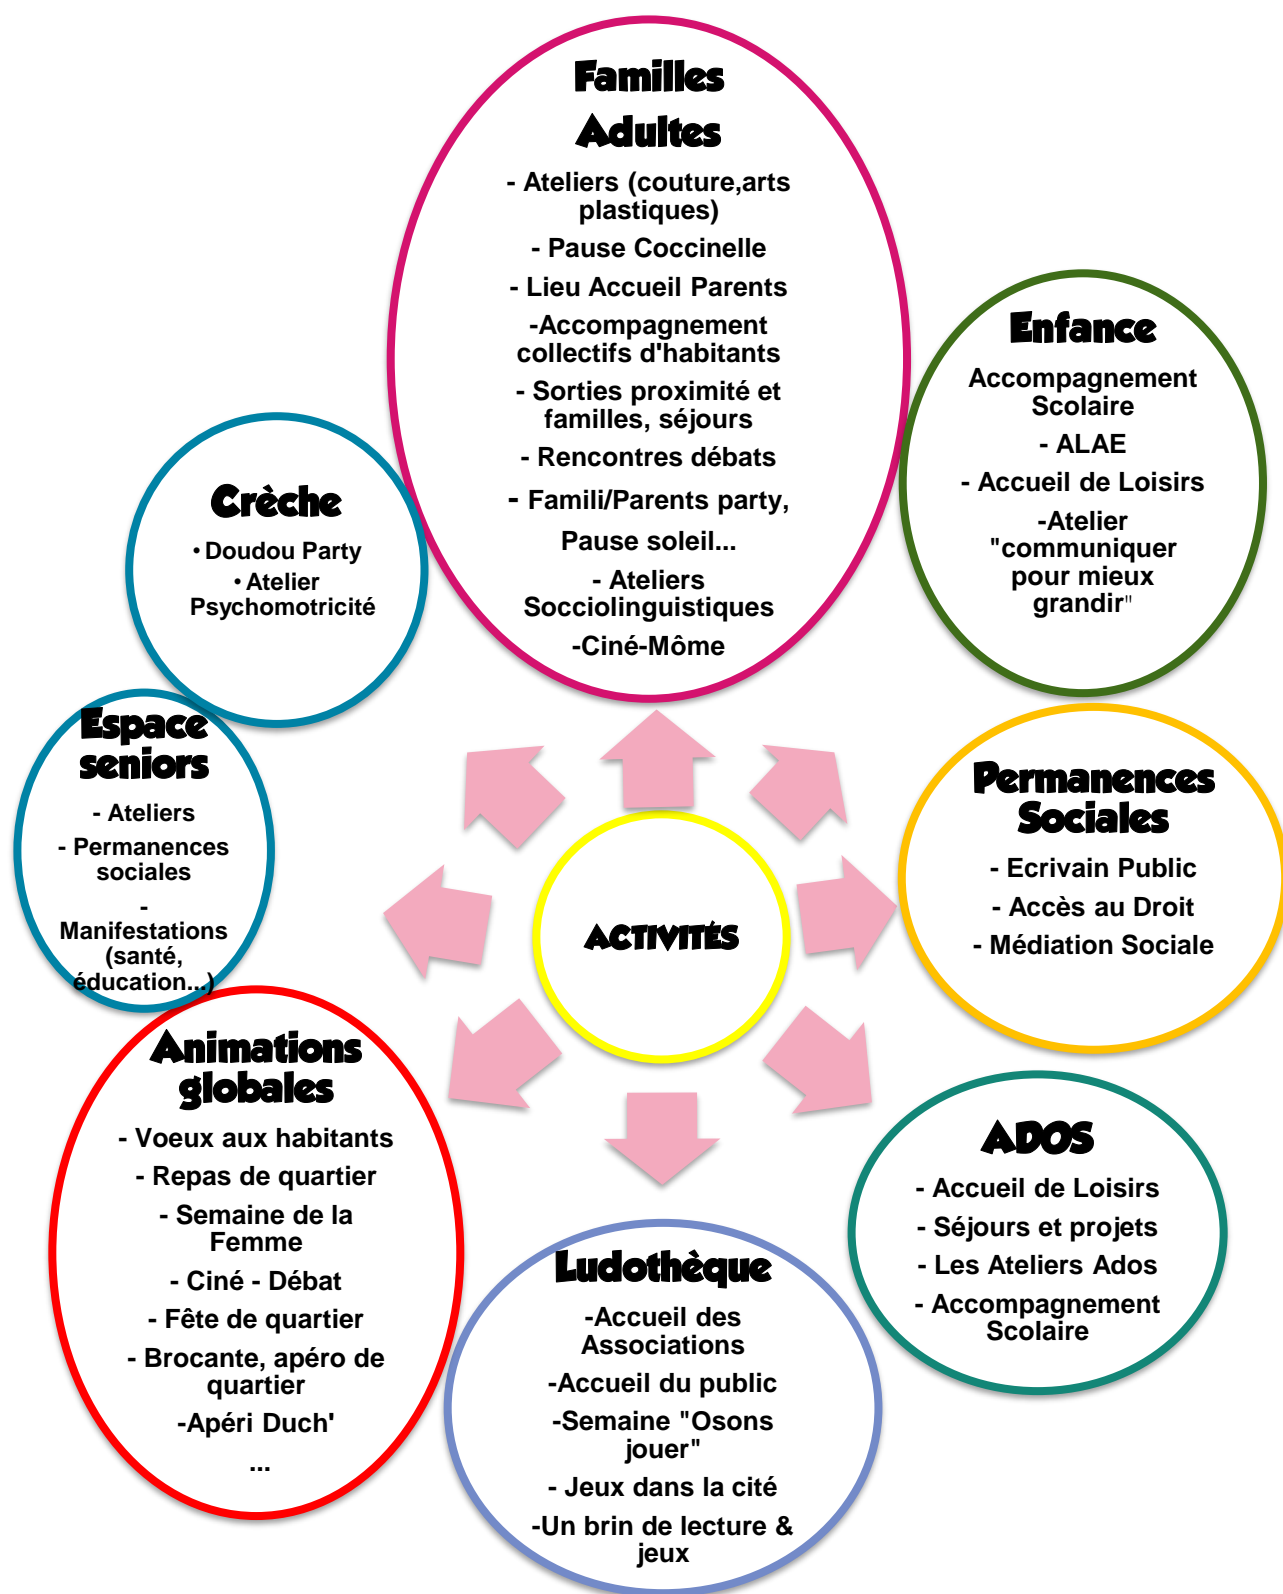 Familles
Adultes
- Ateliers (couture,arts
plastiques)
- Pause Coccinelle
- Lieu Accueil Parents
-Accompagnement
collectifs d'habitants
- Sorties proximité et
familles, séjours
- Rencontres débats
- Famili/Parents party,
Pause soleil...
- Ateliers
Socciolinguistiques
-Ciné-Môme
Enfance
Accompagnement
Scolaire
- ALAE
- Accueil de Loisirs
-Atelier
"communiquer
pour mieux
grandir"
Crèche
• Doudou Party
• Atelier
Psychomotricité
Espace
seniors
- Ateliers
- Permanences
sociales
-
Manifestations
(santé,
éducation...)
Permanences
Sociales
- Ecrivain Public
- Accès au Droit
- Médiation Sociale
ACTIVITÉS
Animations
globales
- Voeux aux habitants
- Repas de quartier
- Semaine de la
Femme
- Ciné - Débat
- Fête de quartier
- Brocante, apéro de
quartier
-Apéri Duch'
...
ADOS
- Accueil de Loisirs
- Séjours et projets
- Les Ateliers Ados
- Accompagnement
Scolaire
Ludothèque
-Accueil des
Associations
-Accueil du public
-Semaine "Osons
jouer"
- Jeux dans la cité
-Un brin de lecture &
jeux